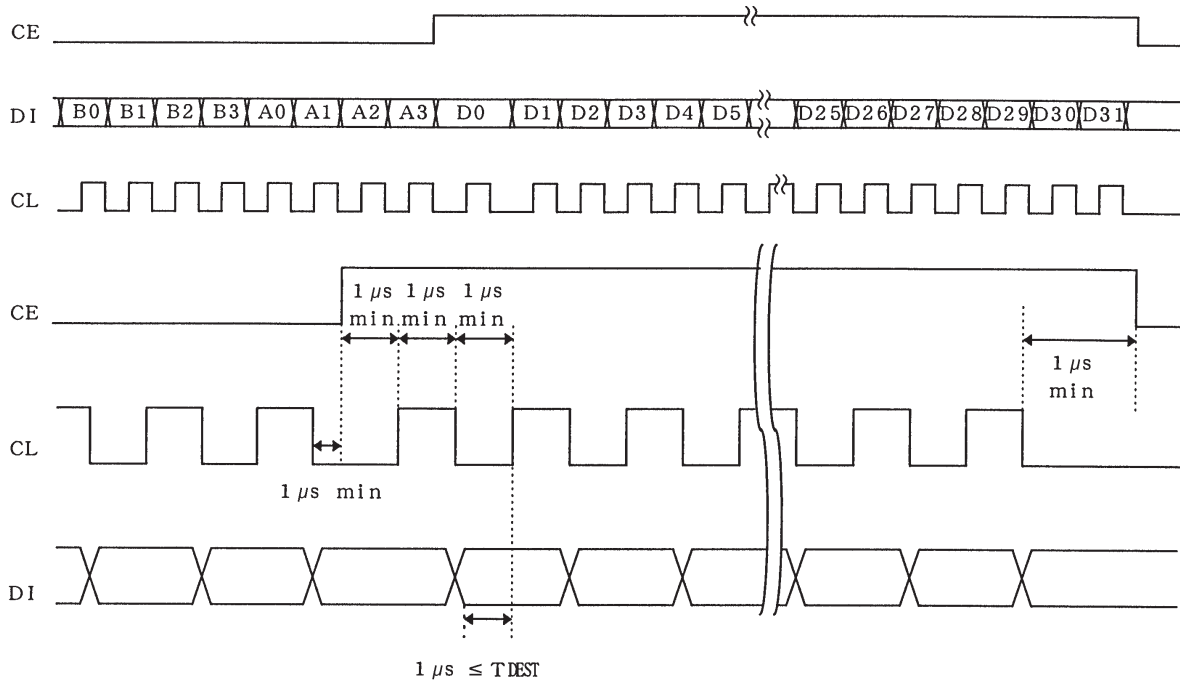 CE
DI B0 B1 B2 B3 A0 A1 A2 A3 D0 D1 D2 D3 D4 D5 D25 D26 D27 D28 D29 D30 D31
CL
CE
1 µs 1 µs 1 µs
min min min
1 µs
min
CL
1 µs min
DI
1 µs ≤ TDEST